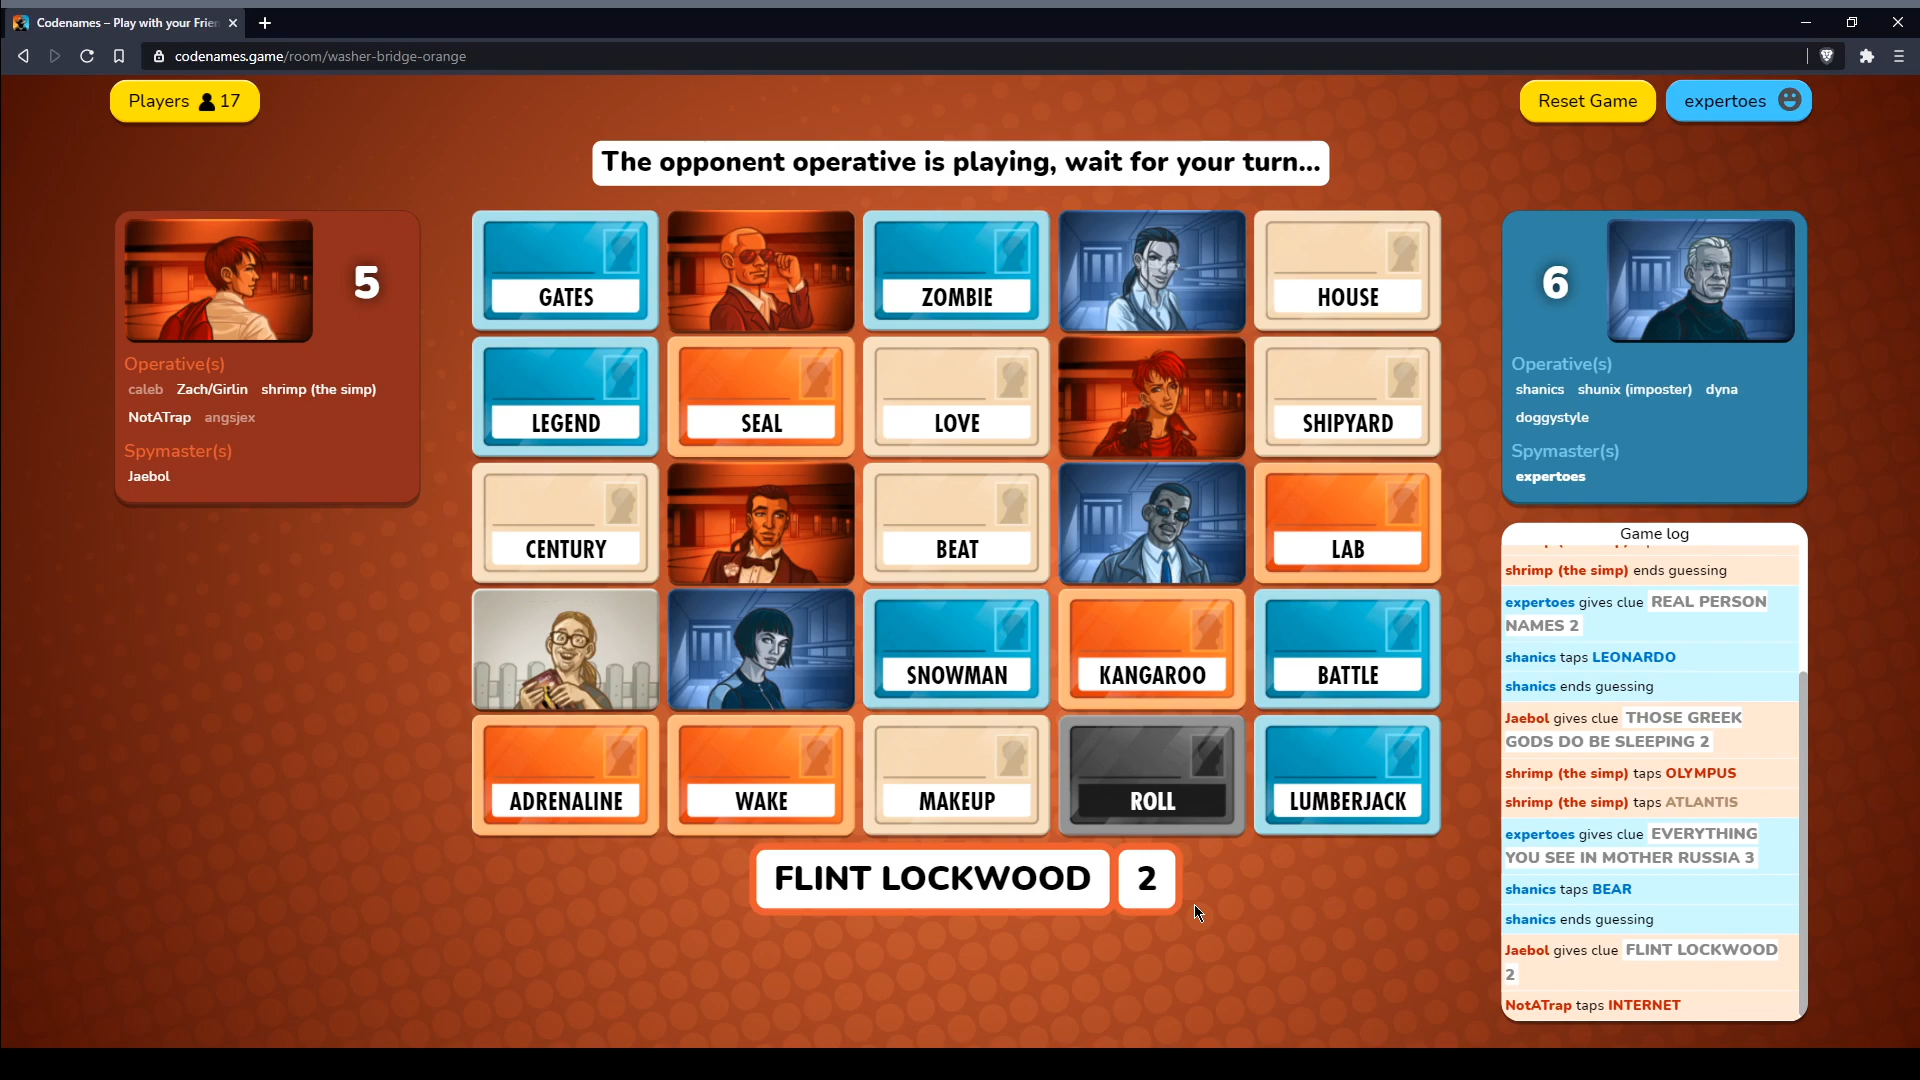 Codenames – Play with your Frien
codenames.game/room/washer-bridge-orange
Players 17
Reset Game
expertoes
The opponent operative is playing, wait for your turn...
5
Operative(s)
caleb Zach/Girlin shrimp (the simp)
NotATrap angsjex
Spymaster(s)
Jaebol
GATES
ZOMBIE
HOUSE
LEGEND
SEAL
LOVE
SHIPYARD
CENTURY
BEAT
LAB
SNOWMAN
KANGAROO
BATTLE
ADRENALINE
WAKE
MAKEUP
ROLL
LUMBERJACK
FLINT LOCKWOOD 2
6
Operative(s)
shanics shunix (imposter) dyna
doggystyle
Spymaster(s)
expertoes
Game log
shrimp (the simp) ends guessing
expertoes gives clue REAL PERSON
NAMES 2
shanics taps LEONARDO
shanics ends guessing
Jaebol gives clue THOSE GREEK
GODS DO BE SLEEPING 2
shrimp (the simp) taps OLYMPUS
shrimp (the simp) taps ATLANTIS
expertoes gives clue EVERYTHING
YOU SEE IN MOTHER RUSSIA 3
shanics taps BEAR
shanics ends guessing
Jaebol gives clue FLINT LOCKWOOD
2
NotATrap taps INTERNET